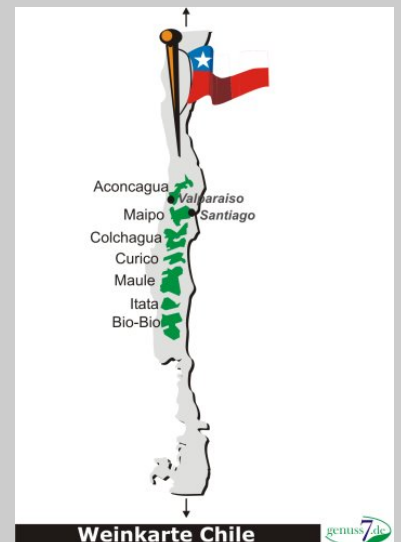 Aconcagua
Valparaiso
Maipo
Santiago
Colchagua
Curico
Maule
Itata
Bio-Bio
Weinkarte Chile
genuss7.de